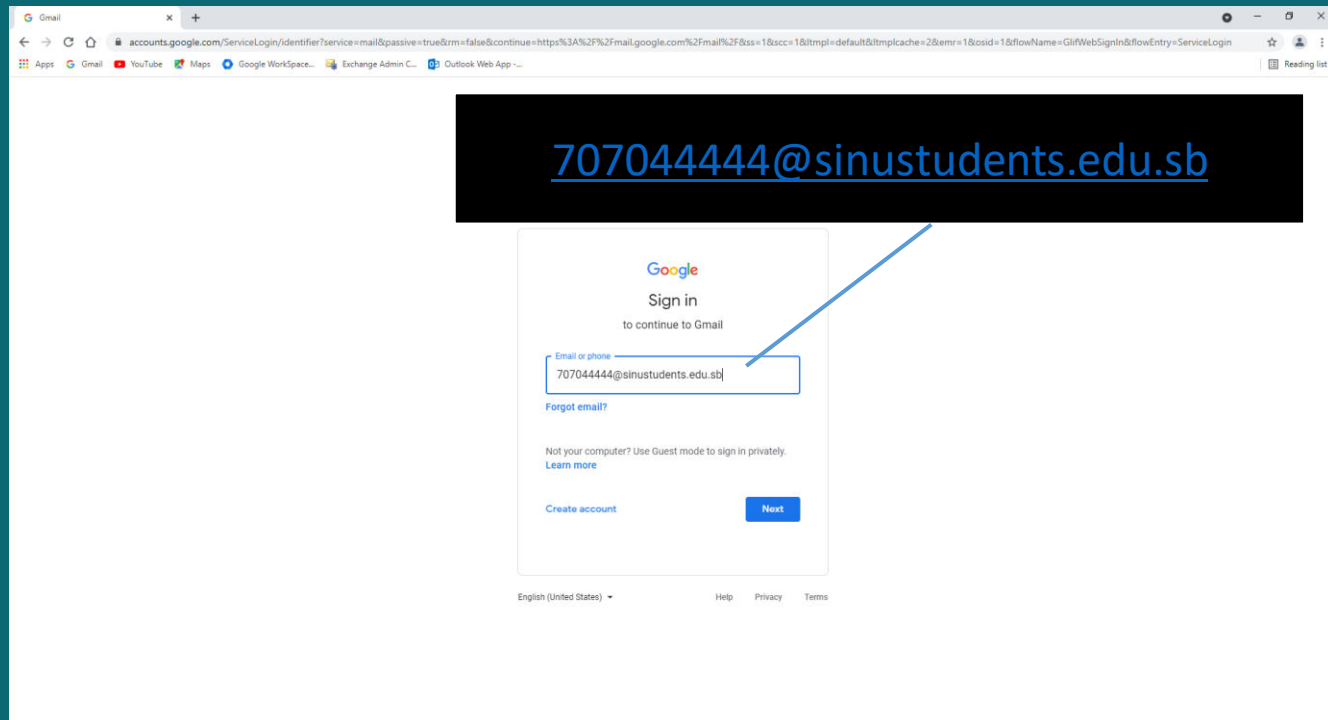 Gmail
accounts.google.com/ServiceLogin/identifier?service=mail&passive=true&rm=false&continue=https%3A%2F%2Fmail.google.com%2Fmail%2F&ss=1&scc=1&ltmpl=default&ltmplcache=2&emr=1&osid=1&flowName=GlifWebSignIn&flowEntry=ServiceLogin
Apps Gmail YouTube Maps Google WorkSpace... Exchange Admin C... Outlook Web App -... Reading list
707044444@sinustudents.edu.sb
Google
Sign in
to continue to Gmail
Email or phone
707044444@sinustudents.edu.sb
Forgot email?
Not your computer? Use Guest mode to sign in privately.
Learn more
Create account Next
English (United States) Help Privacy Terms